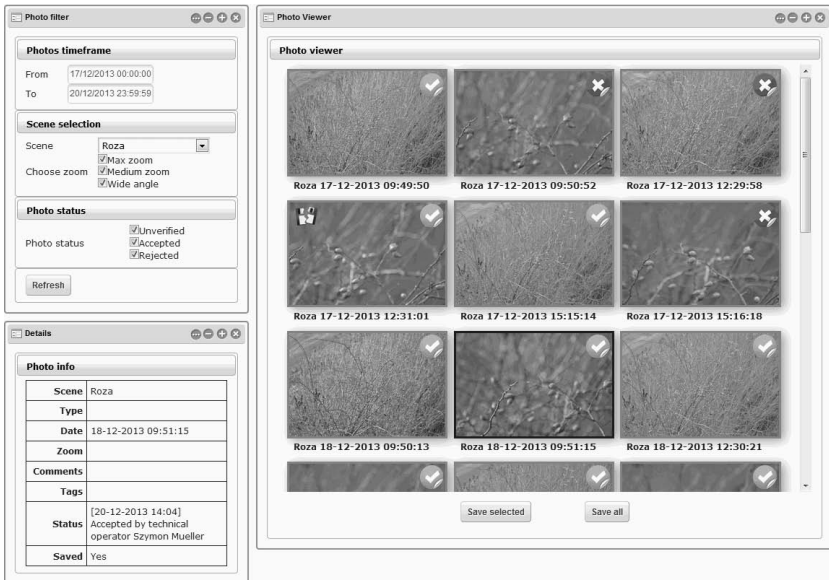 Photo filter
Photos timeframe
From 17/12/2013 00:00:00
To 20/12/2013 23:59:59
Scene selection
Scene Roza
Choose zoom
Max zoom
Medium zoom
Wide angle
Photo status
Photo status
Unverified
Accepted
Rejected
Refresh
Details
Photo info
Scene Roza
Type
Date 18-12-2013 09:51:15
Zoom
Comments
Tags
Status [20-12-2013 14:04]
Accepted by technical
operator Szymon Mueller
Saved Yes
Photo Viewer
Photo viewer
Roza 17-12-2013 09:49:50 Roza 17-12-2013 09:50:52 Roza 17-12-2013 12:29:58
Roza 17-12-2013 12:31:01 Roza 17-12-2013 15:15:14 Roza 17-12-2013 15:16:18
Roza 18-12-2013 09:50:13 Roza 18-12-2013 09:51:15 Roza 18-12-2013 12:30:21
Save selected Save all